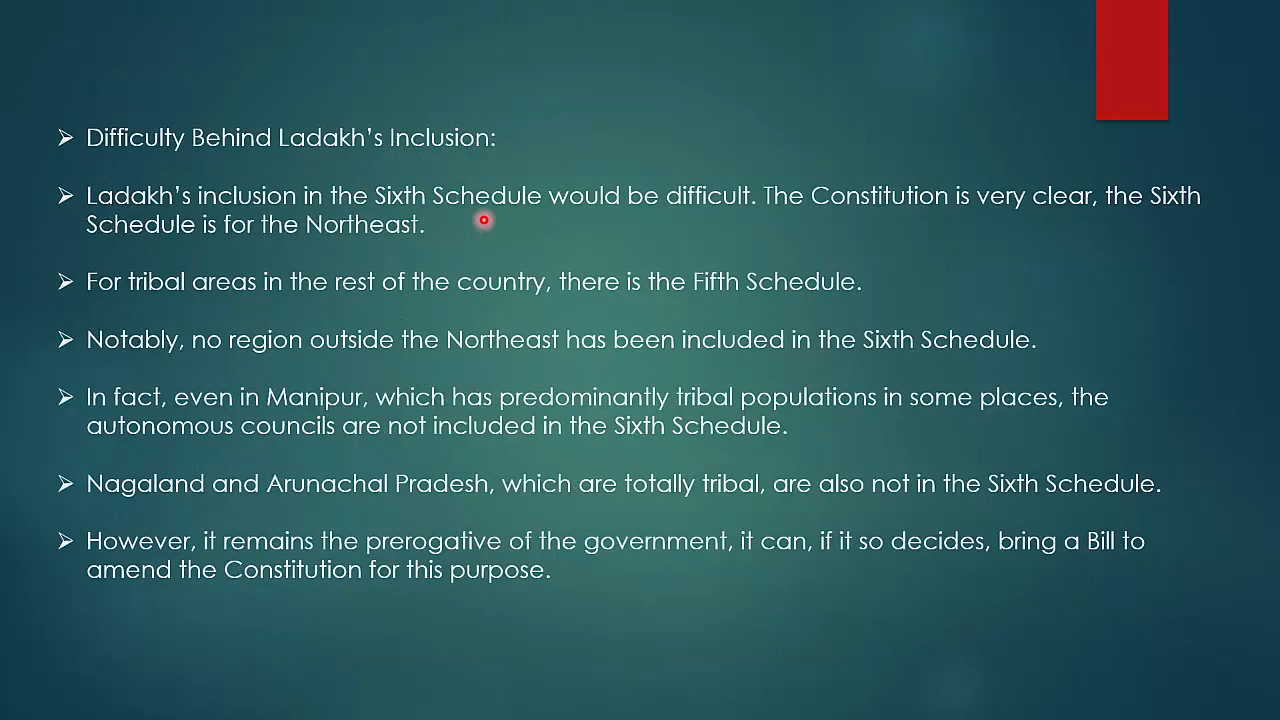 Difficulty Behind Ladakh's Inclusion:
Ladakh's inclusion in the Sixth Schedule would be difficult. The Constitution is very clear, the Sixth
Schedule is for the Northeast.
For tribal areas in the rest of the country, there is the Fifth Schedule.
Notably, no region outside the Northeast has been included in the Sixth Schedule.
In fact, even in Manipur, which has predominantly tribal populations in some places, the
autonomous councils are not included in the Sixth Schedule.
Nagaland and Arunachal Pradesh, which are totally tribal, are also not in the Sixth Schedule.
However, it remains the prerogative of the government, it can, if it so decides, bring a Bill to
amend the Constitution for this purpose.